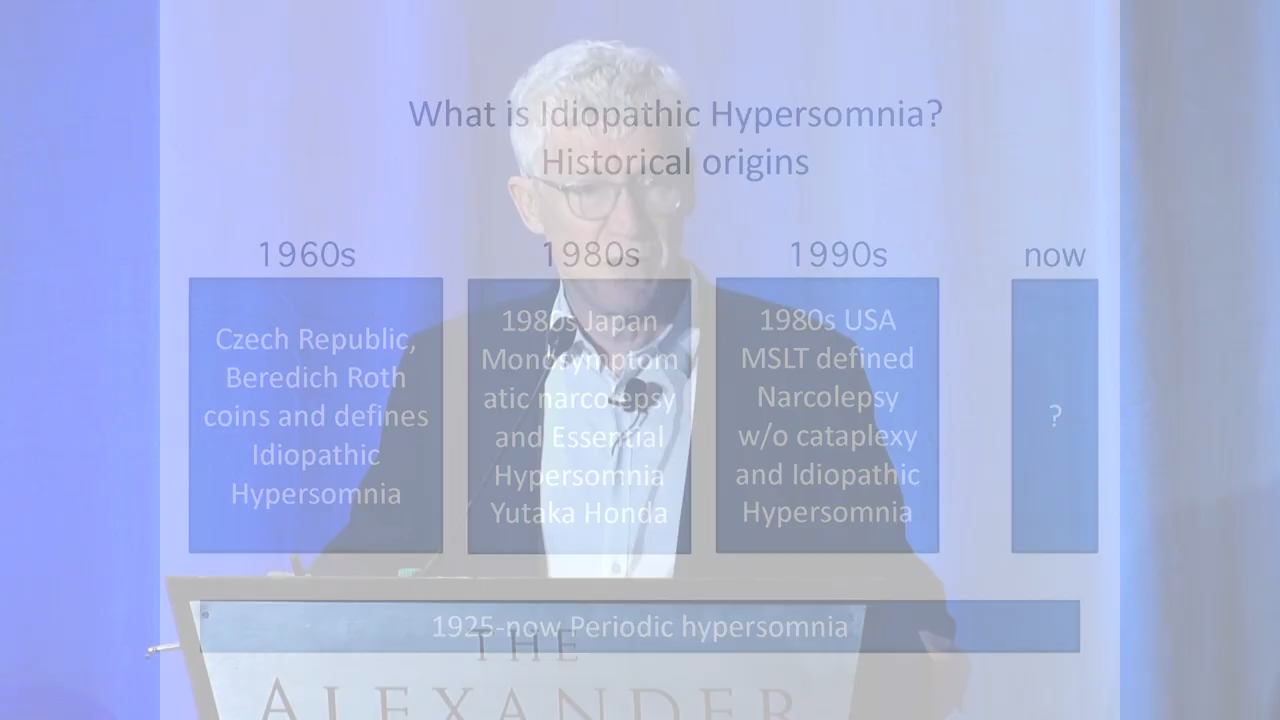 What is Idiopathic Hypersomnia?
Historical origins
1960s
Czech Republic,
Beredich Roth
coins and defines
Idiopathic
Hypersomnia
1980s
1980s Japan
Monosymptom
atic narcolepsy
and Essential
Hypersomnia
Yutaka Honda
1990s
1980s USA
MSLT defined
Narcolepsy
w/o cataplexy
and Idiopathic
Hypersomnia
now
?
1925-now Periodic hypersomnia
THE
ALEXANDER